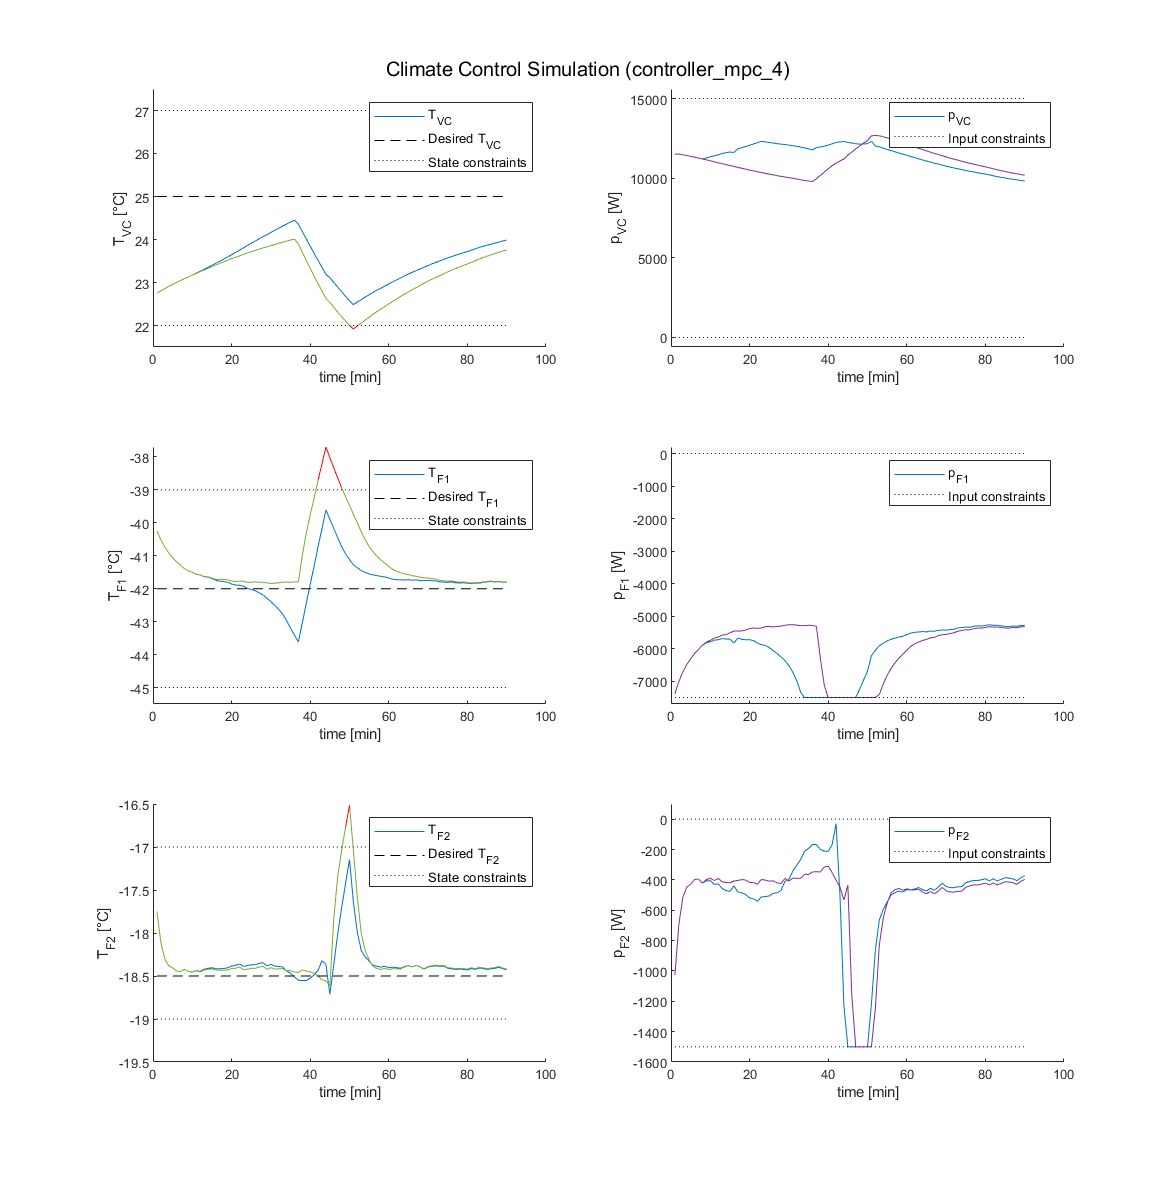 Climate Control Simulation (controller_mpc_4)
27
26
25
24
23
22
T_VC [°C]
0 20 40 60 80 100
time [min]
T_VC
Desired T_VC
State constraints
15000
10000
5000
0
p_VC [W]
0 20 40 60 80 100
time [min]
p_VC
Input constraints
-38
-39
-40
-41
-42
-43
-44
-45
T_F1 [°C]
0 20 40 60 80 100
time [min]
T_F1
Desired T_F1
State constraints
0
-1000
-2000
-3000
-4000
-5000
-6000
-7000
p_F1 [W]
0 20 40 60 80 100
time [min]
p_F1
Input constraints
-16.5
-17
-17.5
-18
-18.5
-19
-19.5
T_F2 [°C]
0 20 40 60 80 100
time [min]
T_F2
Desired T_F2
State constraints
0
-200
-400
-600
-800
-1000
-1200
-1400
-1600
p_F2 [W]
0 20 40 60 80 100
time [min]
p_F2
Input constraints